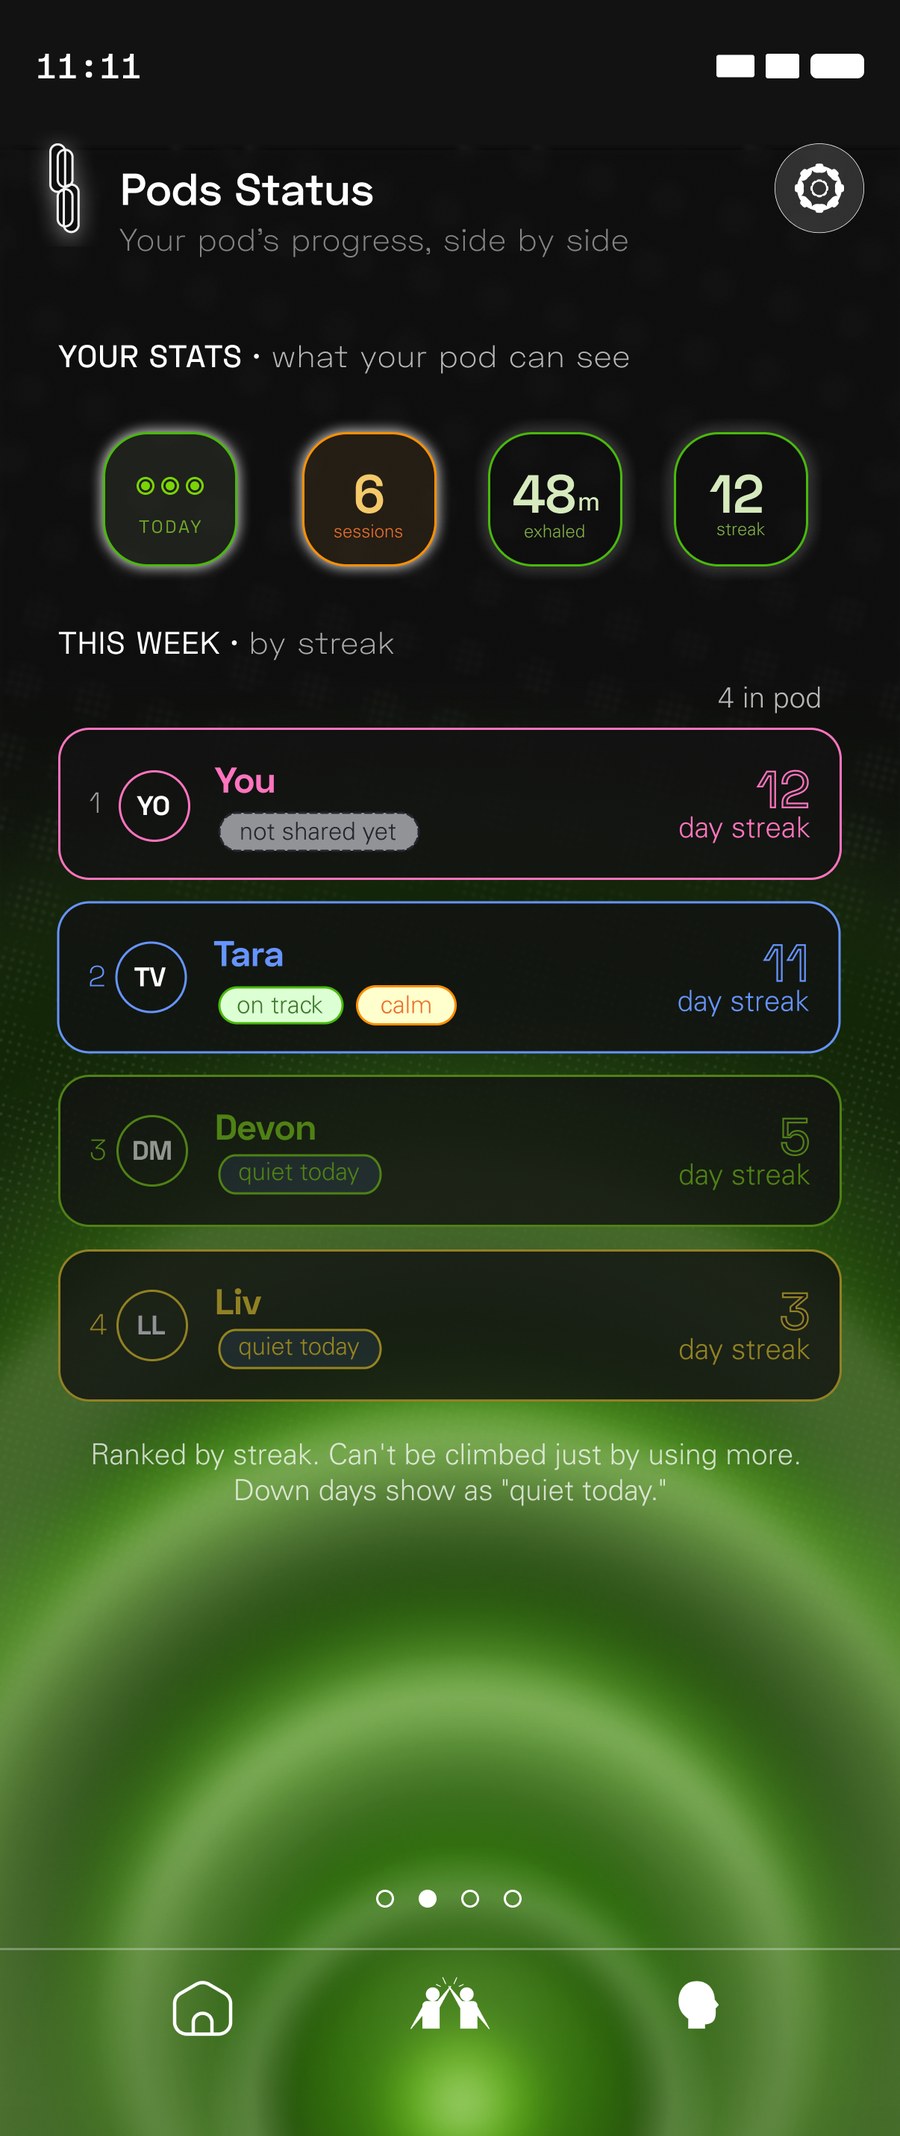 11:11
Pods Status
Your pod's progress, side by side
YOUR STATS • what your pod can see
TODAY
6
sessions
48m
exhaled
12
streak
THIS WEEK • by streak
4 in pod
1 YO You 12
not shared yet day streak
2 TV Tara 11
on track calm day streak
3 DM Devon 5
quiet today day streak
4 LL Liv 3
quiet today day streak
Ranked by streak. Can't be climbed just by using more.
Down days show as "quiet today."